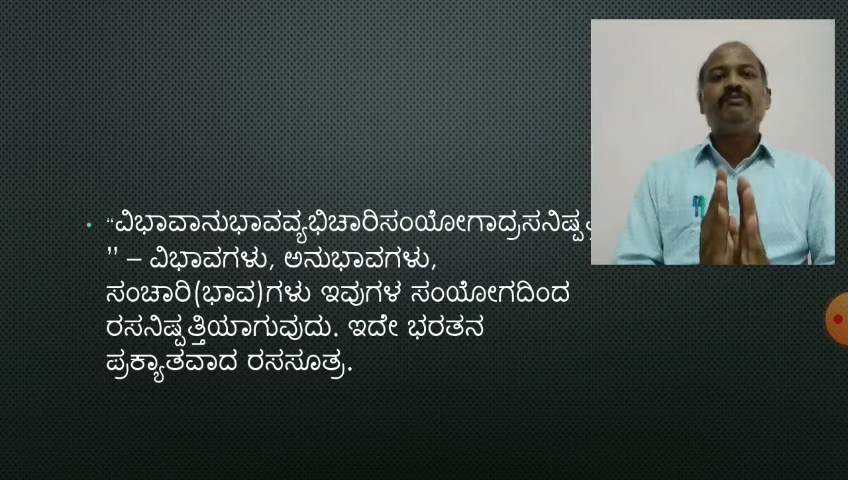 “ವಿಭಾವಾನುಭಾವವ್ಯಭಿಚಾರಿಸಂಯೋಗಾದ್ರಸನಿಷ್ಪ
” – ವಿಭಾವಗಳು, ಅನುಭಾವಗಳು,
ಸಂಚಾರಿ(ಭಾವ)ಗಳು ಇವುಗಳ ಸಂಯೋಗದಿಂದ
ರಸನಿಷ್ಪತ್ತಿಯಾಗುವುದು. ಇದೇ ಭರತನ
ಪ್ರಕ್ಯಾತವಾದ ರಸಸೂತ್ರ.